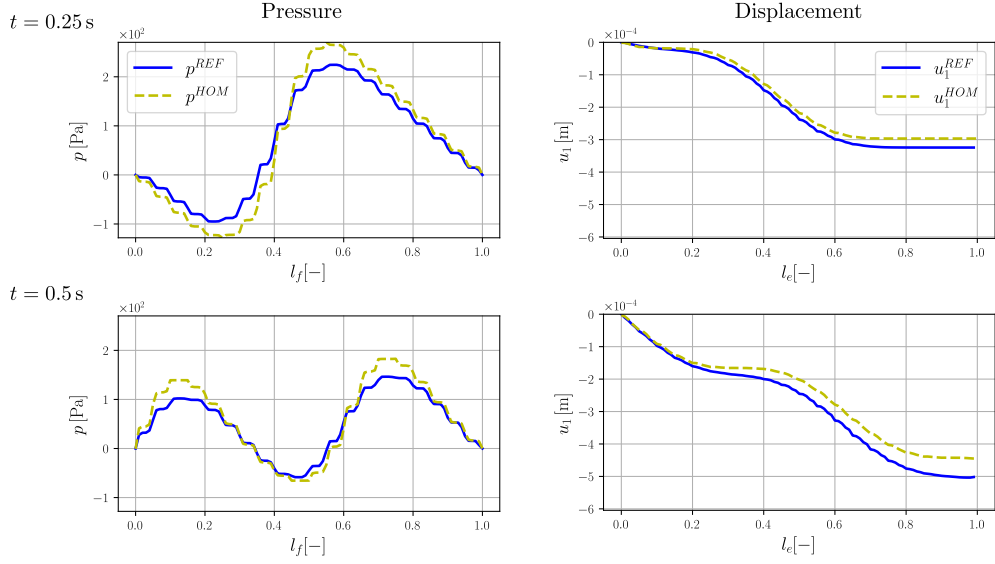 Pressure
Displacement
t = 0.25 s
×10²
p^REF
p^HOM
p [Pa]
2
1
0
−1
0.0 0.2 0.4 0.6 0.8 1.0
l_f[−]
×10⁻⁴
u_1^REF
u_1^HOM
u_1 [m]
0
−1
−2
−3
−4
−5
−6
0.0 0.2 0.4 0.6 0.8 1.0
l_e[−]
t = 0.5 s
×10²
p [Pa]
2
1
0
−1
0.0 0.2 0.4 0.6 0.8 1.0
l_f[−]
×10⁻⁴
u_1 [m]
0
−1
−2
−3
−4
−5
−6
0.0 0.2 0.4 0.6 0.8 1.0
l_e[−]